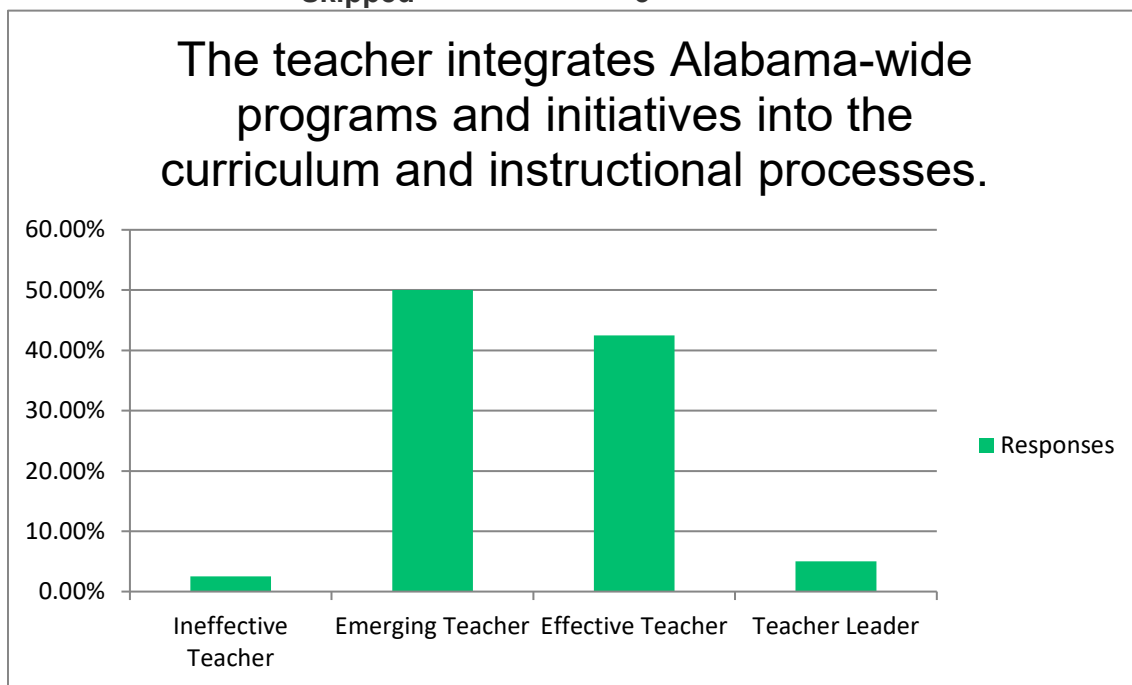 Skipped
The teacher integrates Alabama-wide
programs and initiatives into the
curriculum and instructional processes.
60.00%
50.00%
40.00%
30.00%
20.00%
10.00%
0.00%
Ineffective
Teacher
Emerging Teacher
Effective Teacher
Teacher Leader
Responses